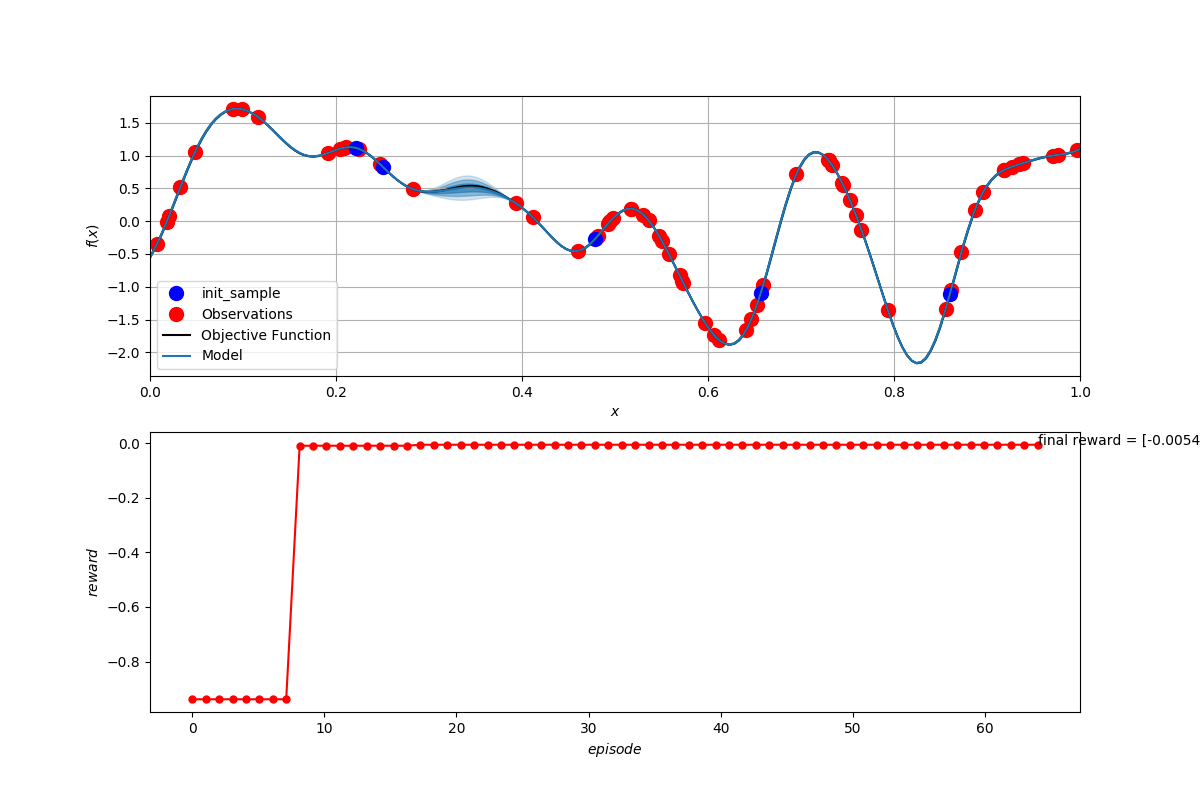 1.5
1.0
0.5
0.0
−0.5
−1.0
−1.5
−2.0
f(x)
init_sample
Observations
Objective Function
Model
0.0 0.2 0.4 0.6 0.8 1.0
x
0.0
−0.2
−0.4
−0.6
−0.8
reward
final reward = [-0.0054
0 10 20 30 40 50 60
episode